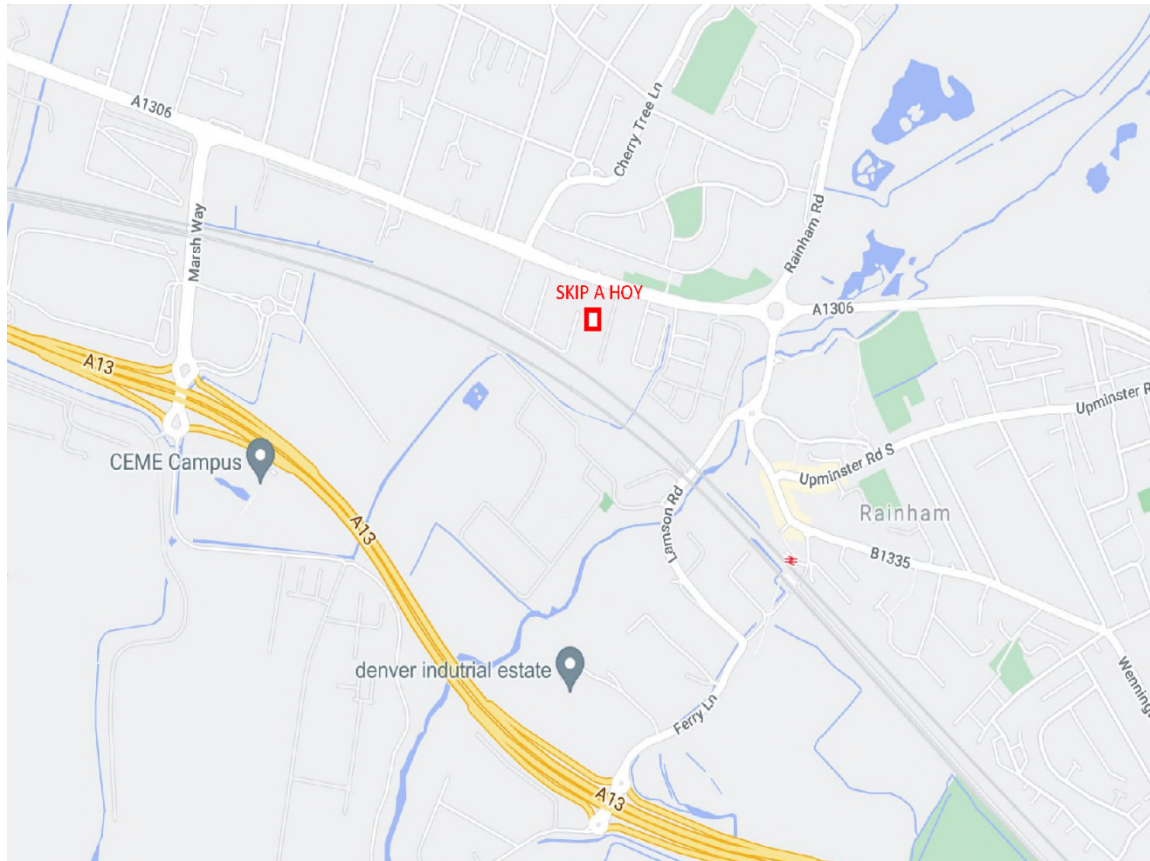 A1306
Cherry Tree Ln
Rainham Rd
Marsh Way
SKIP A HOY
A1306
A13
Upminster R
CEME Campus
Upminster Rd S
Rainham
Lamson Rd
A13
B1335
denver indutrial estate
Wenning
Ferry Ln
A13